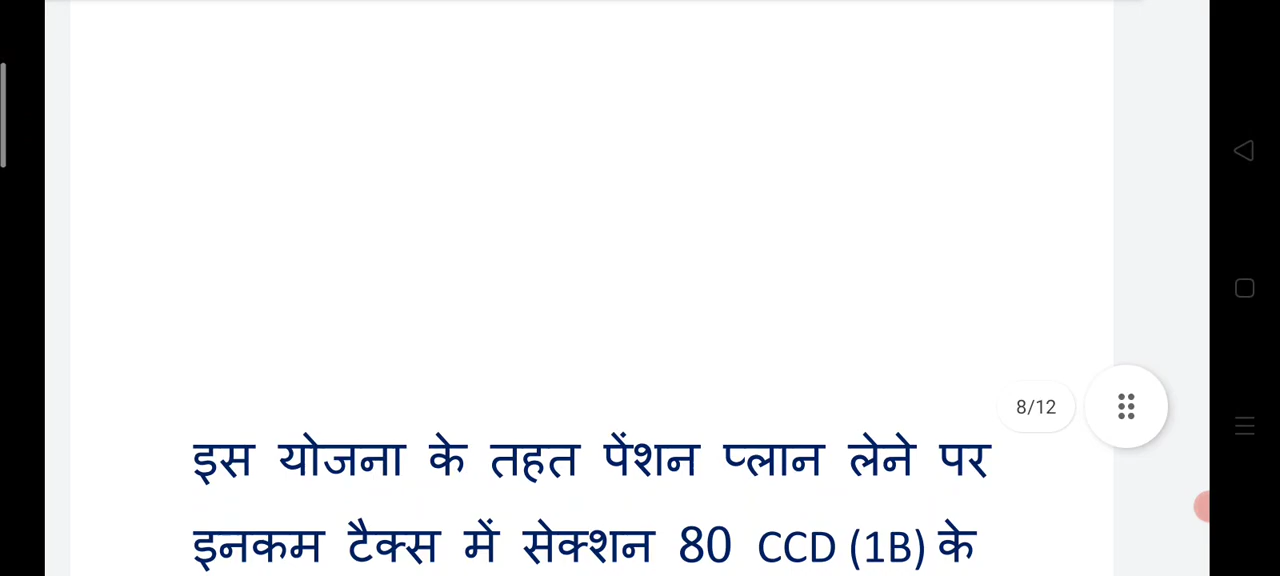 8/12
इस योजना के तहत पेंशन प्लान लेने पर
इनकम टैक्स में सेक्शन 80 CCD (1B) के